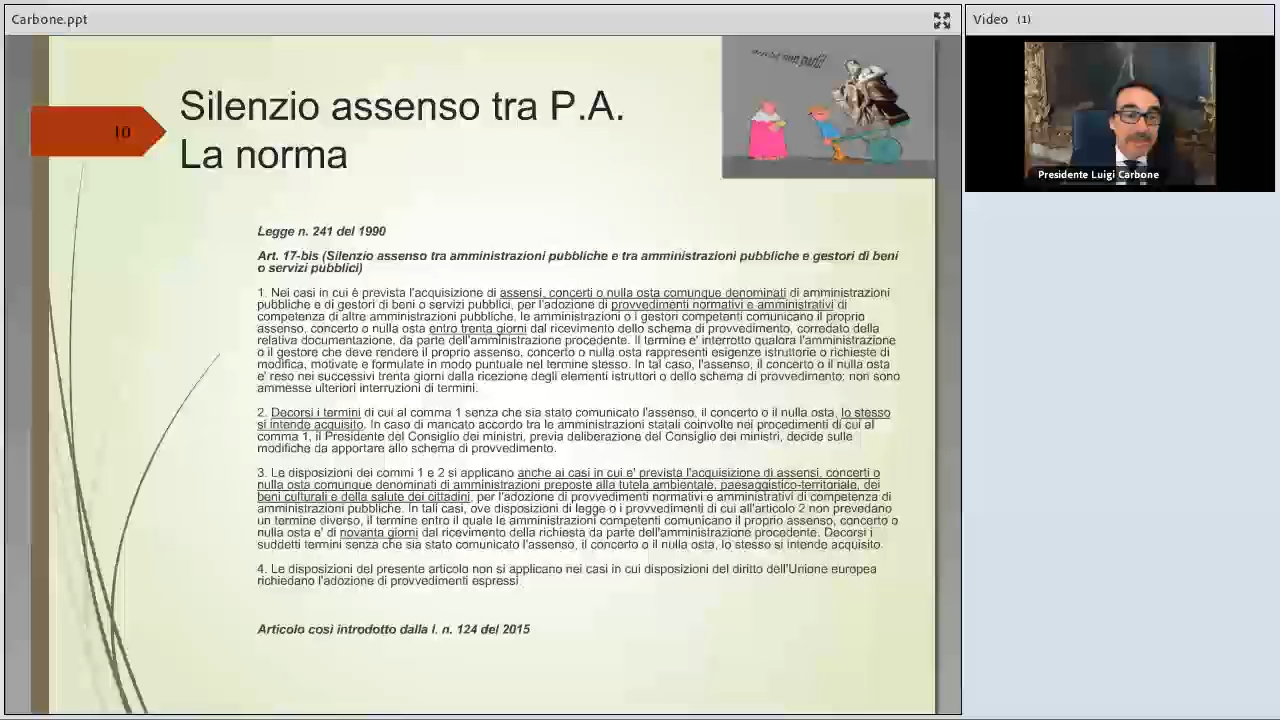 Carbone.ppt
Video (1)
Presidente Luigi Carbone
10
Silenzio assenso tra P.A.
La norma
Legge n. 241 del 1990
Art. 17-bis (Silenzio assenso tra amministrazioni pubbliche e tra amministrazioni pubbliche e gestori di beni
o servizi pubblici)
1. Nei casi in cui è prevista l'acquisizione di assensi, concerti o nulla osta comunque denominati di amministrazioni
pubbliche e di gestori di beni o servizi pubblici, per l'adozione di provvedimenti normativi e amministrativi di
competenza di altre amministrazioni pubbliche, le amministrazioni o i gestori competenti comunicano il proprio
assenso, concerto o nulla osta entro trenta giorni dal ricevimento dello schema di provvedimento, corredato della
relativa documentazione, da parte dell'amministrazione procedente. Il termine e' interrotto qualora l'amministrazione
o il gestore che deve rendere il proprio assenso, concerto o nulla osta rappresenti esigenze istruttorie o richieste di
modifica, motivate e formulate in modo puntuale nel termine stesso. In tal caso, l'assenso, il concerto o il nulla osta
e' reso nei successivi trenta giorni dalla ricezione degli elementi istruttori o dello schema di provvedimento; non sono
ammesse ulteriori interruzioni di termini.
2. Decorsi i termini di cui al comma 1 senza che sia stato comunicato l'assenso, il concerto o il nulla osta, lo stesso
si intende acquisito. In caso di mancato accordo tra le amministrazioni statali coinvolte nei procedimenti di cui al
comma 1, il Presidente del Consiglio dei ministri, previa deliberazione del Consiglio dei ministri, decide sulle
modifiche da apportare allo schema di provvedimento.
3. Le disposizioni dei commi 1 e 2 si applicano anche ai casi in cui e' prevista l'acquisizione di assensi, concerti o
nulla osta comunque denominati di amministrazioni preposte alla tutela ambientale, paesaggistico-territoriale, dei
beni culturali e della salute dei cittadini, per l'adozione di provvedimenti normativi e amministrativi di competenza di
amministrazioni pubbliche. In tali casi, ove disposizioni di legge o i provvedimenti di cui all'articolo 2 non prevedano
un termine diverso, il termine entro il quale le amministrazioni competenti comunicano il proprio assenso, concerto o
nulla osta e' di novanta giorni dal ricevimento della richiesta da parte dell'amministrazione procedente. Decorsi i
suddetti termini senza che sia stato comunicato l'assenso, il concerto o il nulla osta, lo stesso si intende acquisito.
4. Le disposizioni del presente articolo non si applicano nei casi in cui disposizioni del diritto dell'Unione europea
richiedano l'adozione di provvedimenti espressi
Articolo così introdotto dalla l. n. 124 del 2015